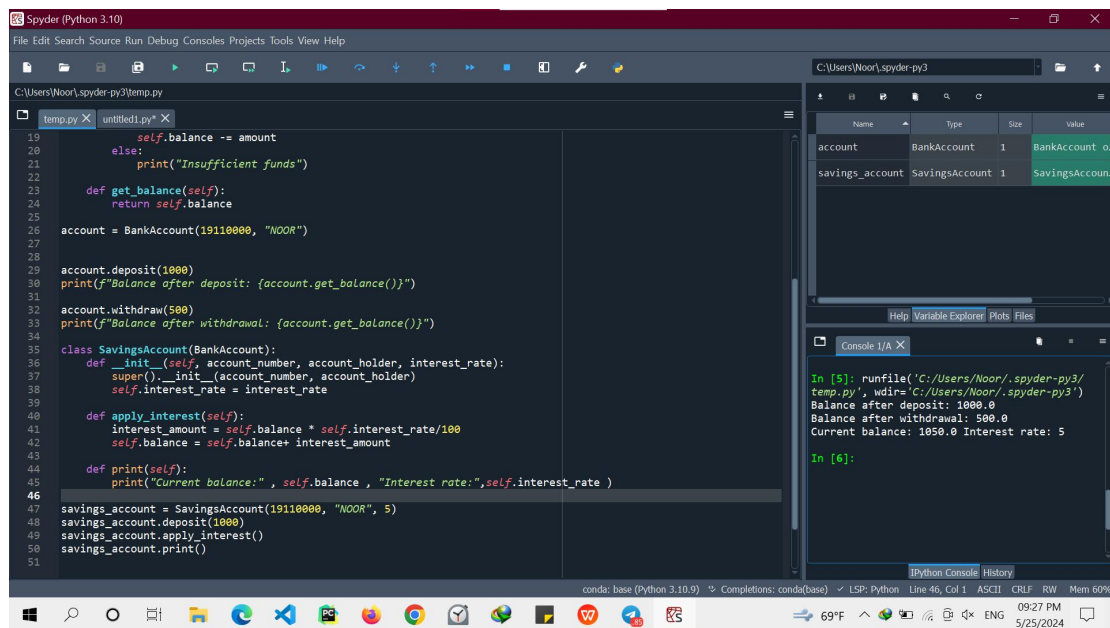 Spyder (Python 3.10)
File Edit Search Source Run Debug Consoles Projects Tools View Help
C:\Users\Noor\.spyder-py3
C:\Users\Noor\.spyder-py3\temp.py
temp.py
untitled1.py*
19 self.balance -= amount
20 else:
21 print("Insufficient funds")
22
23 def get_balance(self):
24 return self.balance
25
26 account = BankAccount(19110000, "NOOR")
27
28
29 account.deposit(1000)
30 print(f"Balance after deposit: {account.get_balance()}")
31
32 account.withdraw(500)
33 print(f"Balance after withdrawal: {account.get_balance()}")
34
35 class SavingsAccount(BankAccount):
36 def __init__(self, account_number, account_holder, interest_rate):
37 super().__init__(account_number, account_holder)
38 self.interest_rate = interest_rate
39
40 def apply_interest(self):
41 interest_amount = self.balance * self.interest_rate/100
42 self.balance = self.balance+ interest_amount
43
44 def print(self):
45 print("Current balance:" , self.balance , "Interest rate:",self.interest_rate )
46
47 savings_account = SavingsAccount(19110000, "NOOR", 5)
48 savings_account.deposit(1000)
49 savings_account.apply_interest()
50 savings_account.print()
51
Name Type Size Value
account BankAccount 1 BankAccount o.
savings_account SavingsAccount 1 SavingsAccoun.
Help Variable Explorer Plots Files
Console 1/A
In [5]: runfile('C:/Users/Noor/.spyder-py3/
temp.py', wdir='C:/Users/Noor/.spyder-py3')
Balance after deposit: 1000.0
Balance after withdrawal: 500.0
Current balance: 1050.0 Interest rate: 5
In [6]:
IPython Console History
conda: base (Python 3.10.9) Completions: conda(base) LSP: Python Line 46, Col 1 ASCII CRLF RW Mem 60%
69°F ENG 09:27 PM
5/25/2024